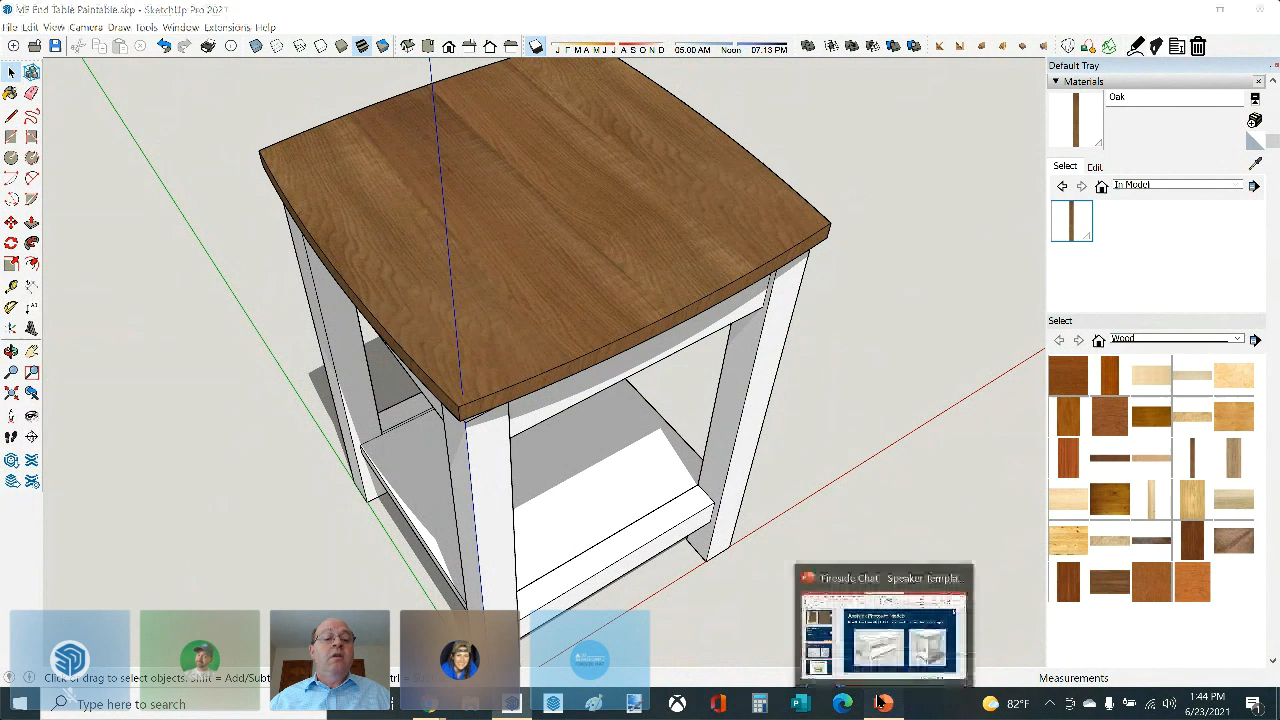 ME End Table Paintable.skp - SketchUp Pro 2021
File Edit View Draw Tools Window Extensions Help
J F M A M J J A S O N D
05:00 AM Noon 07:13 PM
Default Tray
Materials
Oak
Select Edit
In Model
Select
Wood
Fireside Chat - Speaker Templa...
Measurements
Type here to search
82°F
1:44 PM
6/23/2021